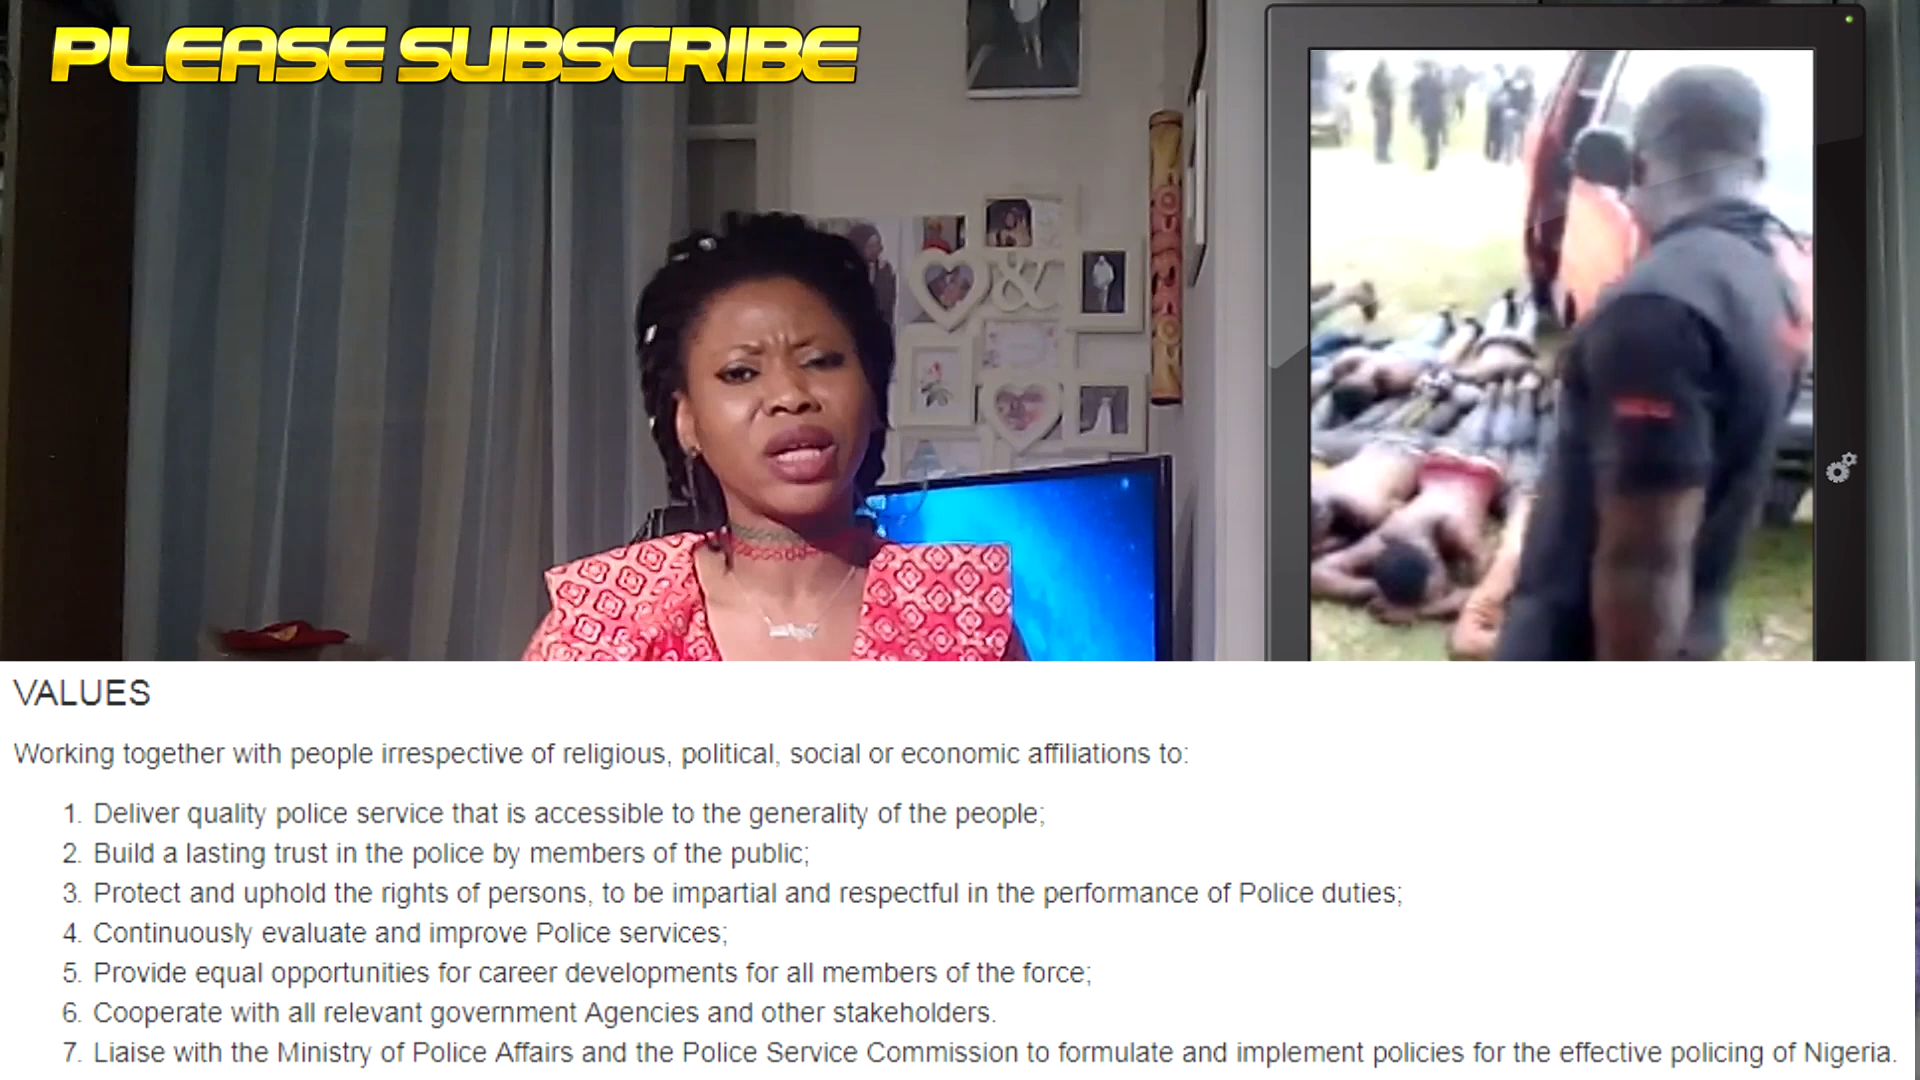 PLEASE SUBSCRIBE
&
VALUES
Working together with people irrespective of religious, political, social or economic affiliations to:
1. Deliver quality police service that is accessible to the generality of the people;
2. Build a lasting trust in the police by members of the public;
3. Protect and uphold the rights of persons, to be impartial and respectful in the performance of Police duties;
4. Continuously evaluate and improve Police services;
5. Provide equal opportunities for career developments for all members of the force;
6. Cooperate with all relevant government Agencies and other stakeholders.
7. Liaise with the Ministry of Police Affairs and the Police Service Commission to formulate and implement policies for the effective policing of Nigeria.